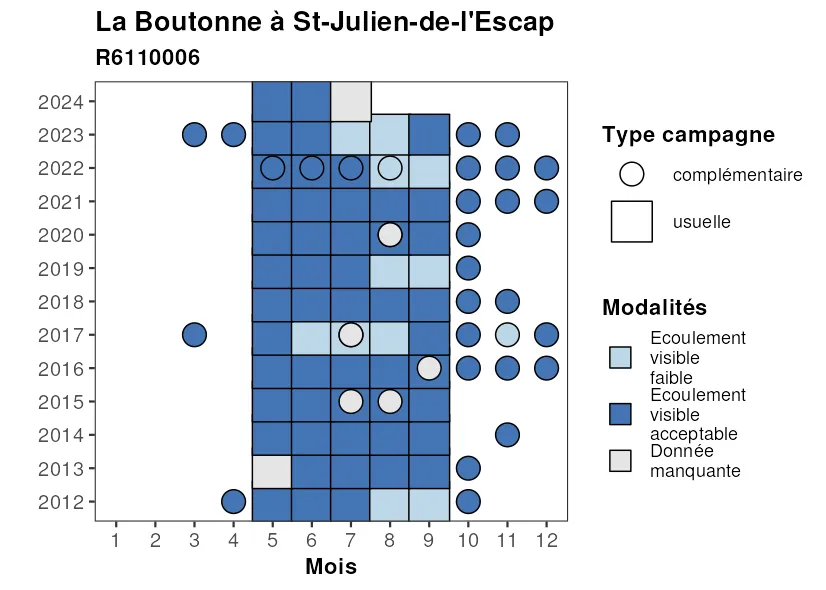 La Boutonne à St-Julien-de-l'Escap
R6110006
2024
2023
2022
2021
2020
2019
2018
2017
2016
2015
2014
2013
2012
1 2 3 4 5 6 7 8 9 10 11 12
Mois
Type campagne
complémentaire
usuelle
Modalités
Ecoulement
visible
faible
Ecoulement
visible
acceptable
Donnée
manquante